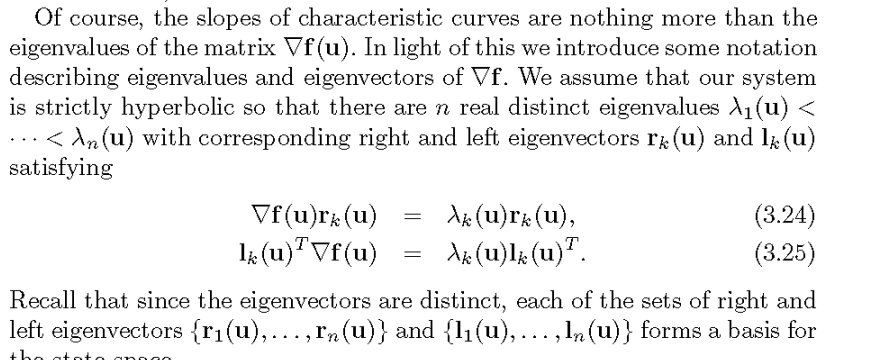 Of course, the slopes of characteristic curves are nothing more than the
eigenvalues of the matrix ∇f(u). In light of this we introduce some notation
describing eigenvalues and eigenvectors of ∇f. We assume that our system
is strictly hyperbolic so that there are n real distinct eigenvalues λ₁(u) <
⋯ < λₙ(u) with corresponding right and left eigenvectors rₖ(u) and lₖ(u)
satisfying
∇f(u)rₖ(u) = λₖ(u)rₖ(u), (3.24)
lₖ(u)ᵀ∇f(u) = λₖ(u)lₖ(u)ᵀ. (3.25)
Recall that since the eigenvectors are distinct, each of the sets of right and
left eigenvectors {r₁(u), . . . , rₙ(u)} and {l₁(u), . . . , lₙ(u)} forms a basis for
the state space